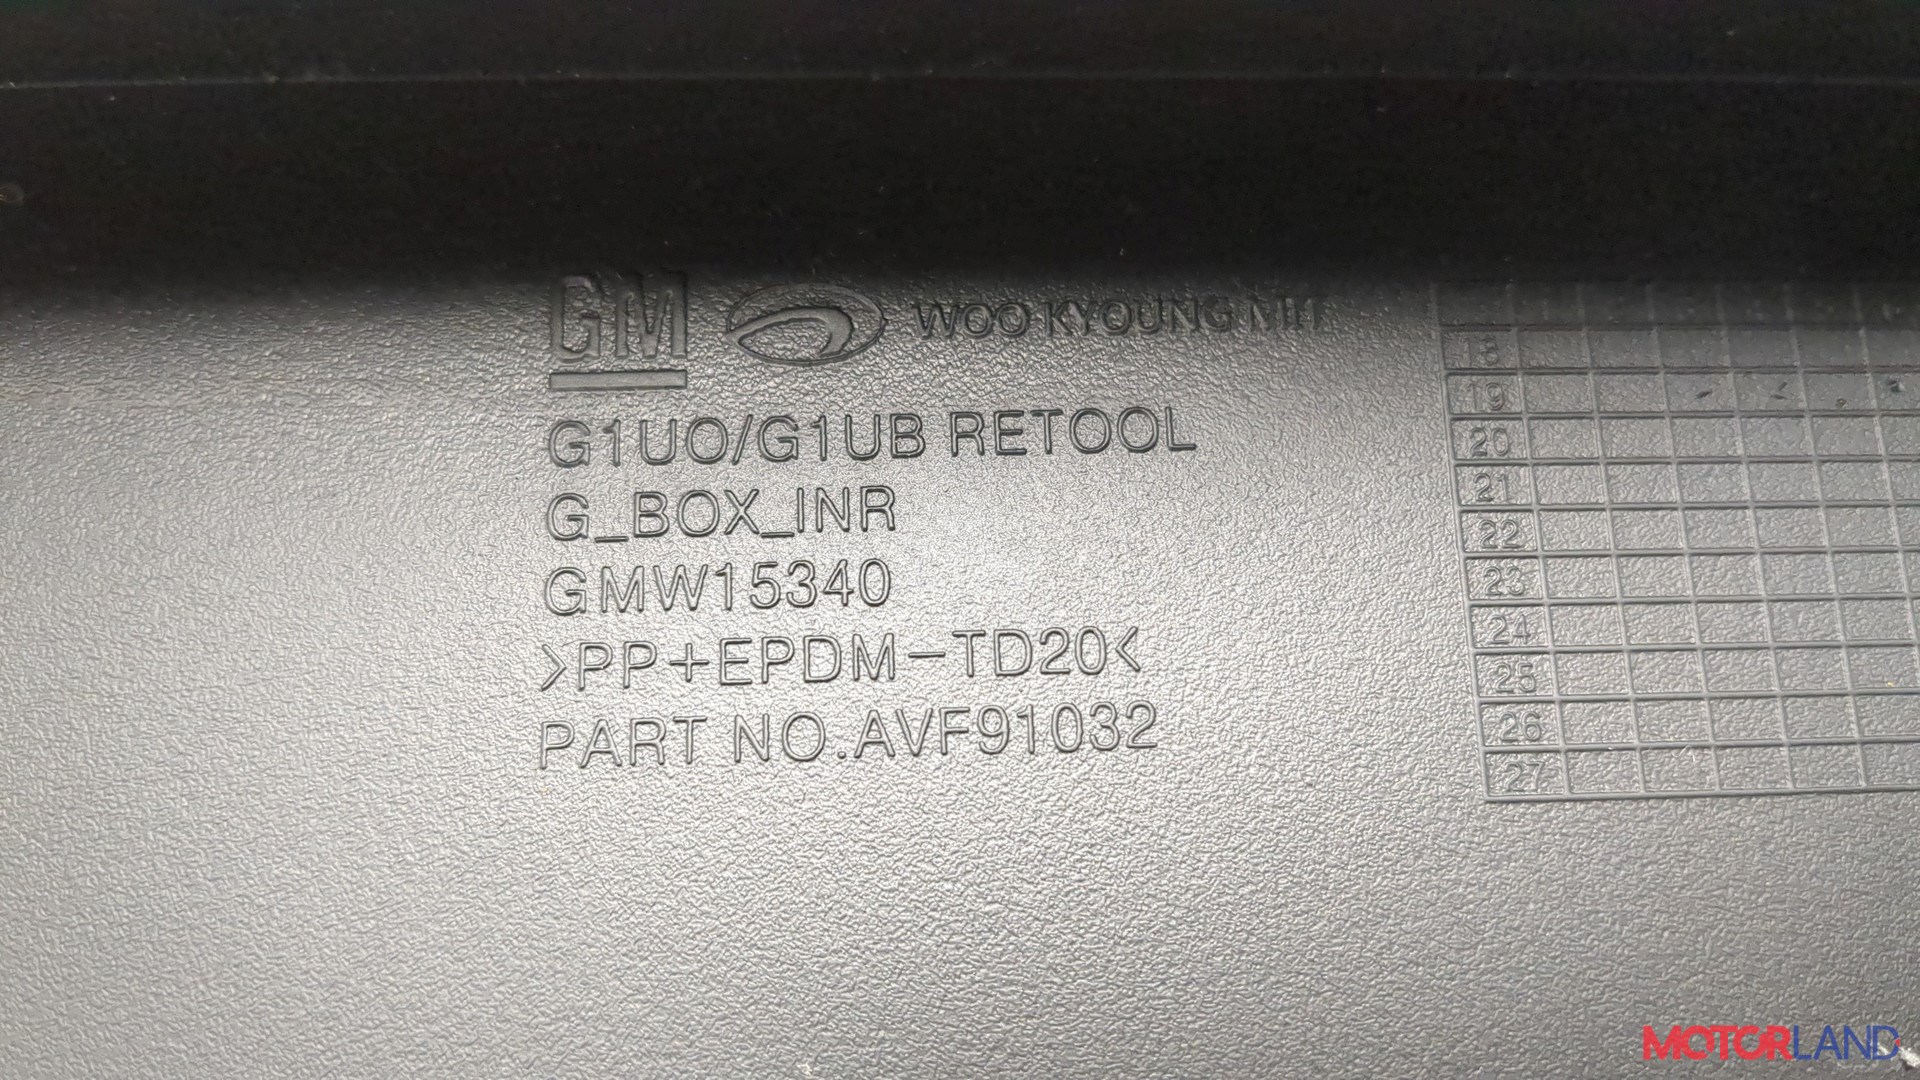 GM WOO KYOUNG MIT
G1UO/G1UB RETOOL
G_BOX_INR
GMW15340
>PP+EPDM-TD20<
PART NO.AVF91032
18
19
20
21
22
23
24
25
26
27
MOTORLAND